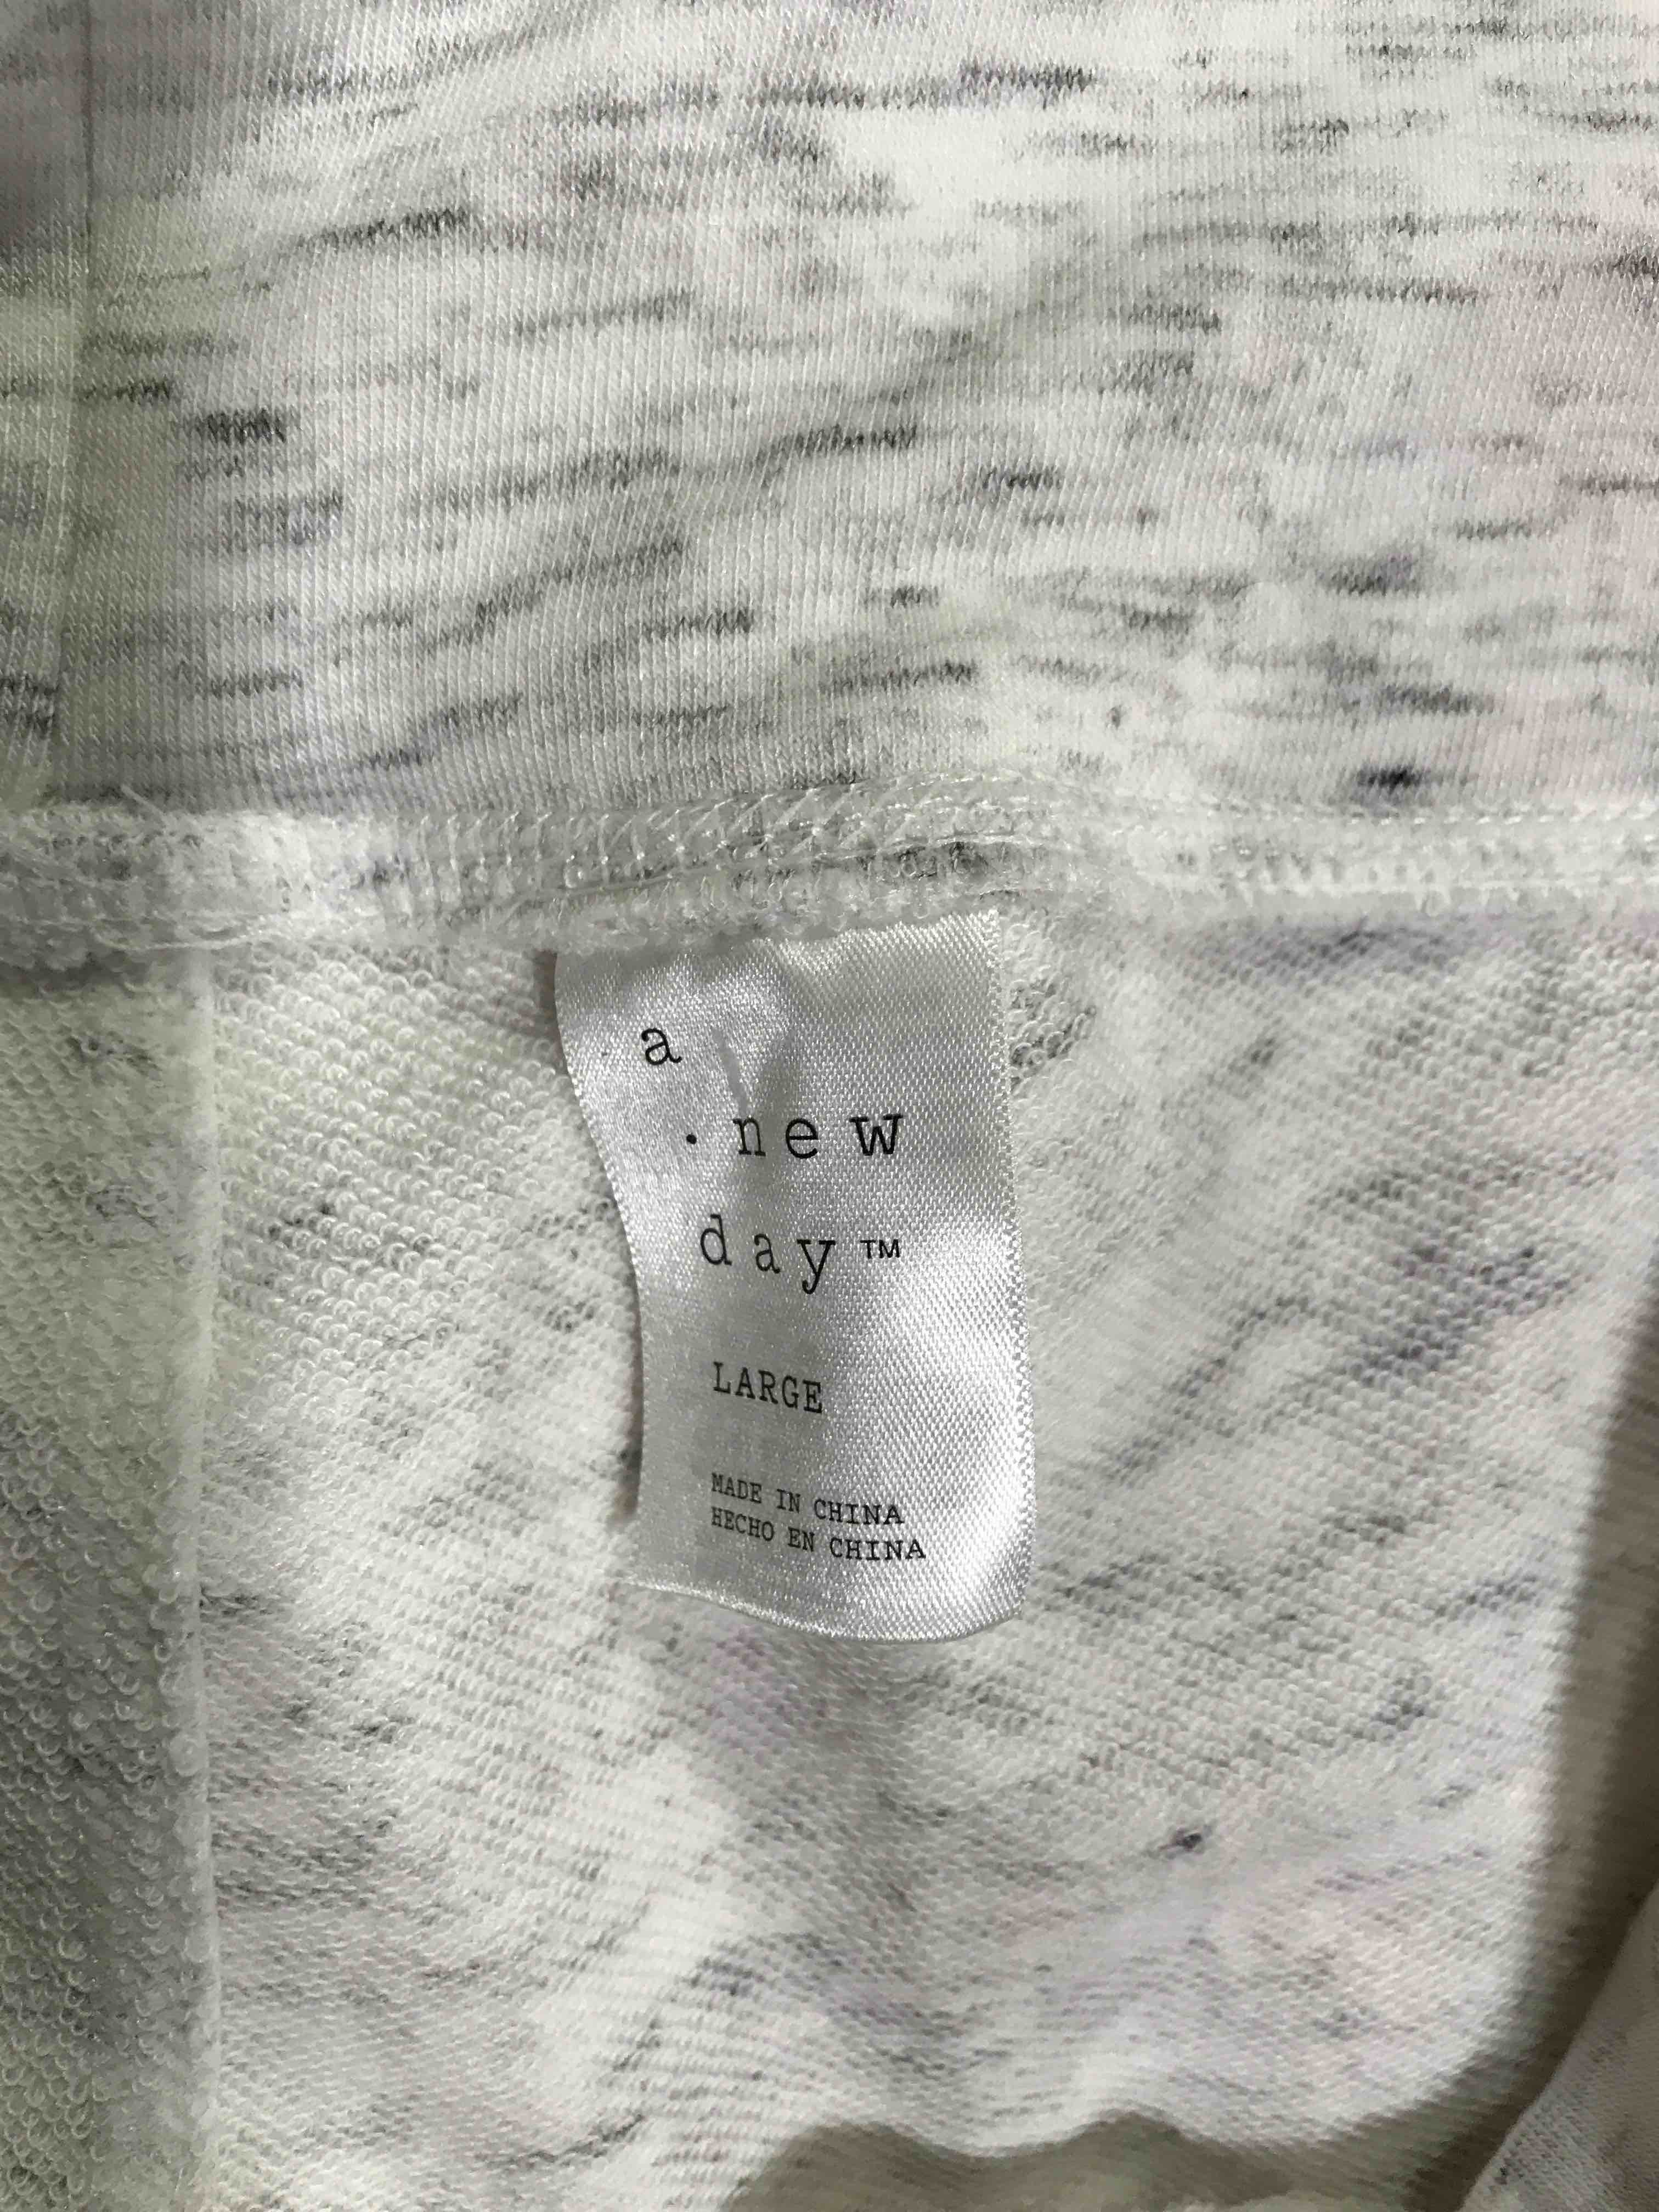 a
· new
day™
LARGE
MADE IN CHINA
HECHO EN CHINA